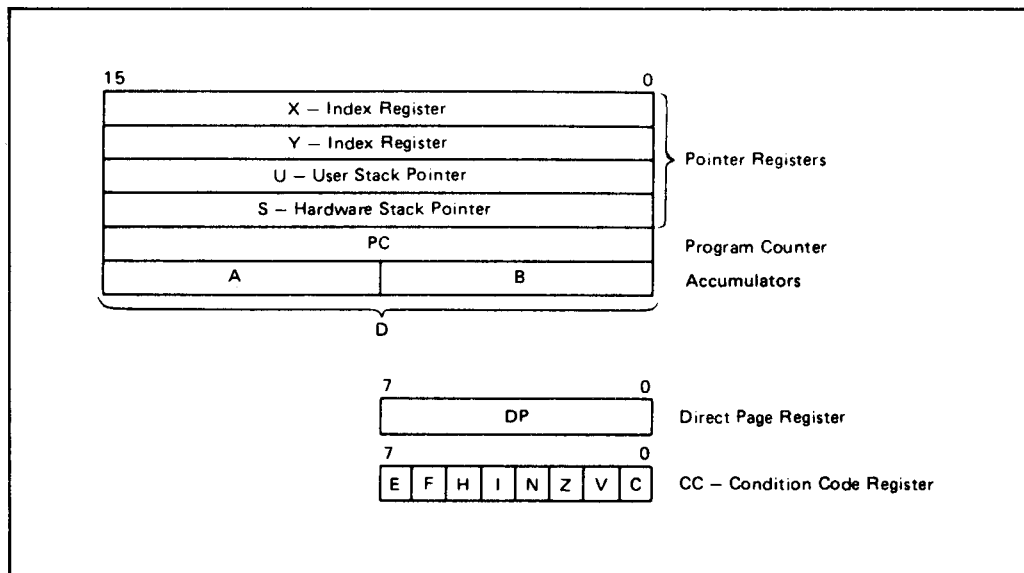 15 0
X – Index Register
Y – Index Register
U – User Stack Pointer
S – Hardware Stack Pointer
Pointer Registers
PC
Program Counter
A B
Accumulators
D
7 0
DP
Direct Page Register
7 0
E F H I N Z V C
CC – Condition Code Register